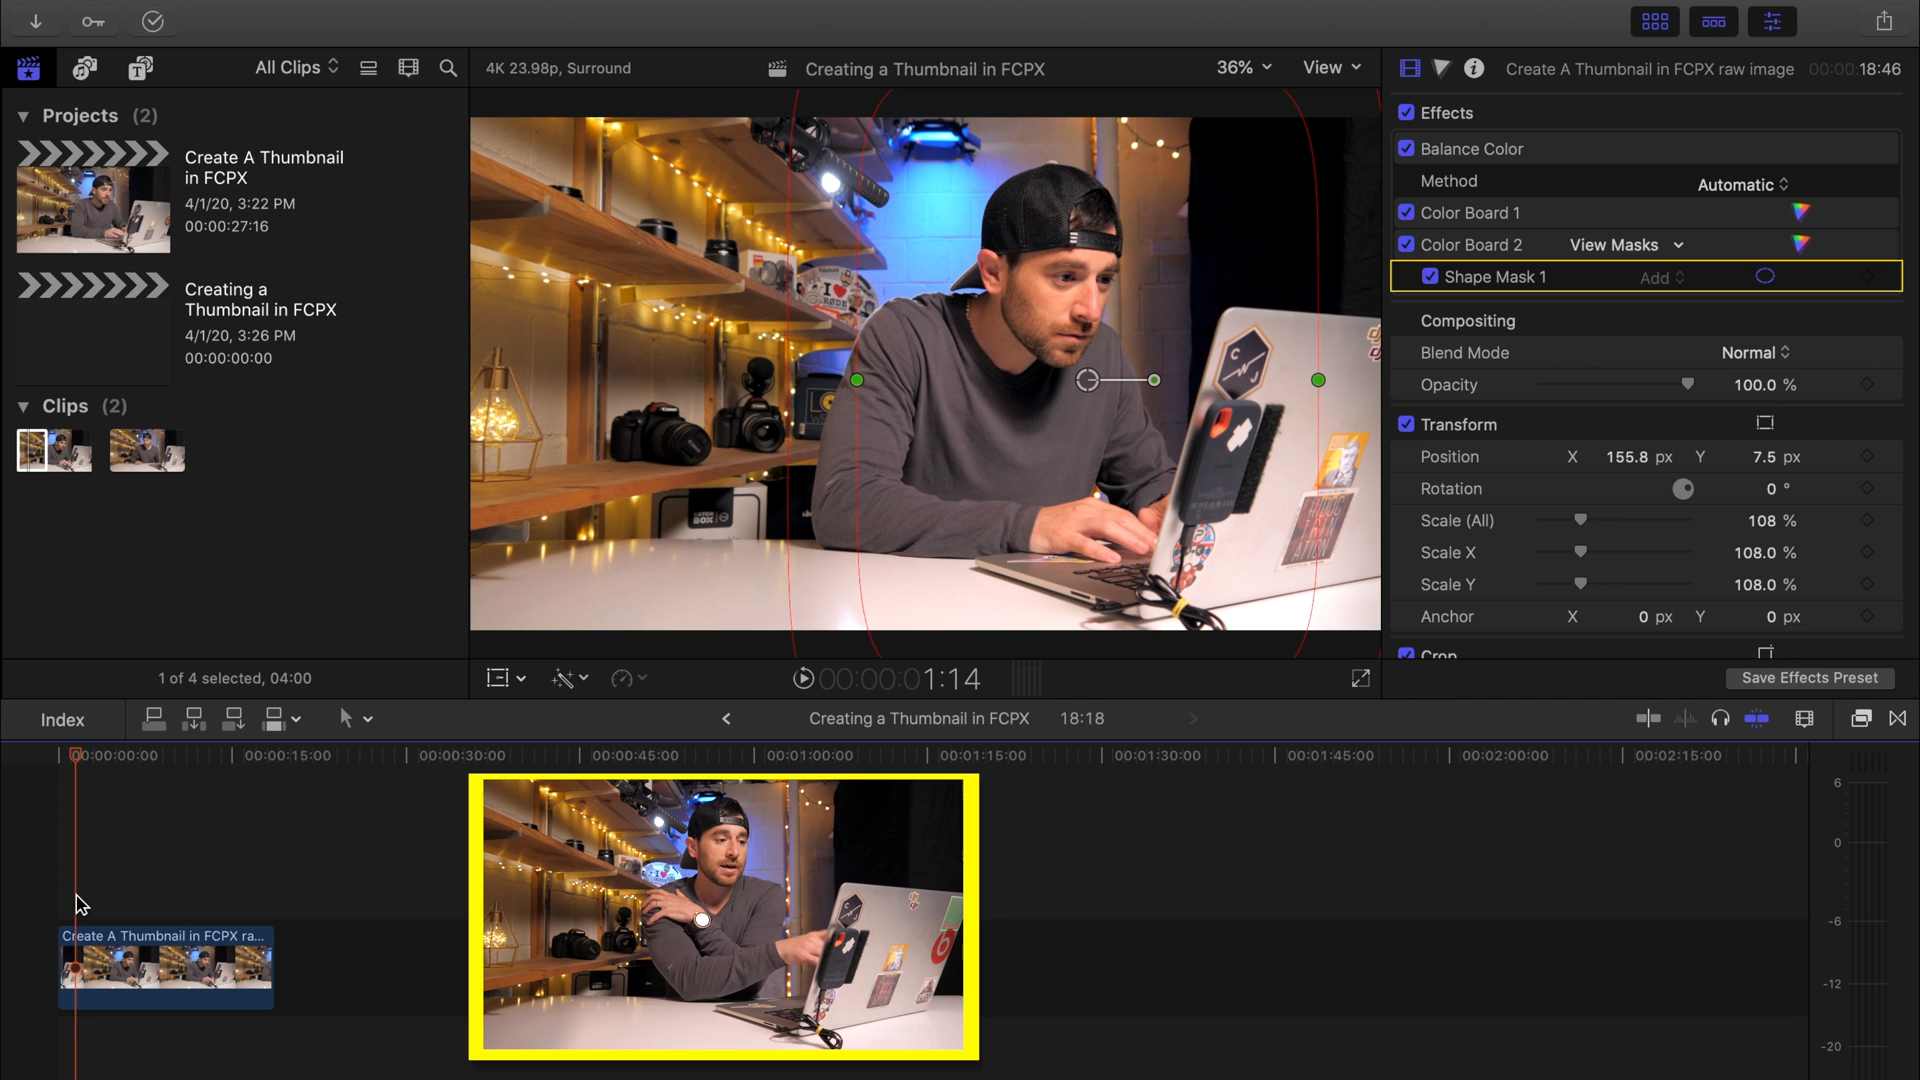 All Clips
4K 23.98p, Surround
Creating a Thumbnail in FCPX
36%
View
Create A Thumbnail in FCPX raw image
00:00:18:46
Projects (2)
Create A Thumbnail
in FCPX
4/1/20, 3:22 PM
00:00:27:16
Creating a
Thumbnail in FCPX
4/1/20, 3:26 PM
00:00:00:00
Clips (2)
I ♥
RØDE
C
W J
CATCH
BOX
Effects
Balance Color
Method
Automatic
Color Board 1
Color Board 2
View Masks
Shape Mask 1
Add
Compositing
Blend Mode
Normal
Opacity
100.0 %
Transform
Position
X 155.8 px Y 7.5 px
Rotation
0 °
Scale (All)
108 %
Scale X
108.0 %
Scale Y
108.0 %
Anchor
X 0 px Y 0 px
Crop
1 of 4 selected, 04:00
00:00:01:14
Save Effects Preset
Index
Creating a Thumbnail in FCPX 18:18
00:00:00:00 00:00:15:00 00:00:30:00 00:00:45:00 00:01:00:00 00:01:15:00 00:01:30:00 00:01:45:00 00:02:00:00 00:02:15:00
Create A Thumbnail in FCPX ra...
I ♥
C
W J
6
6
0
-6
-12
-20